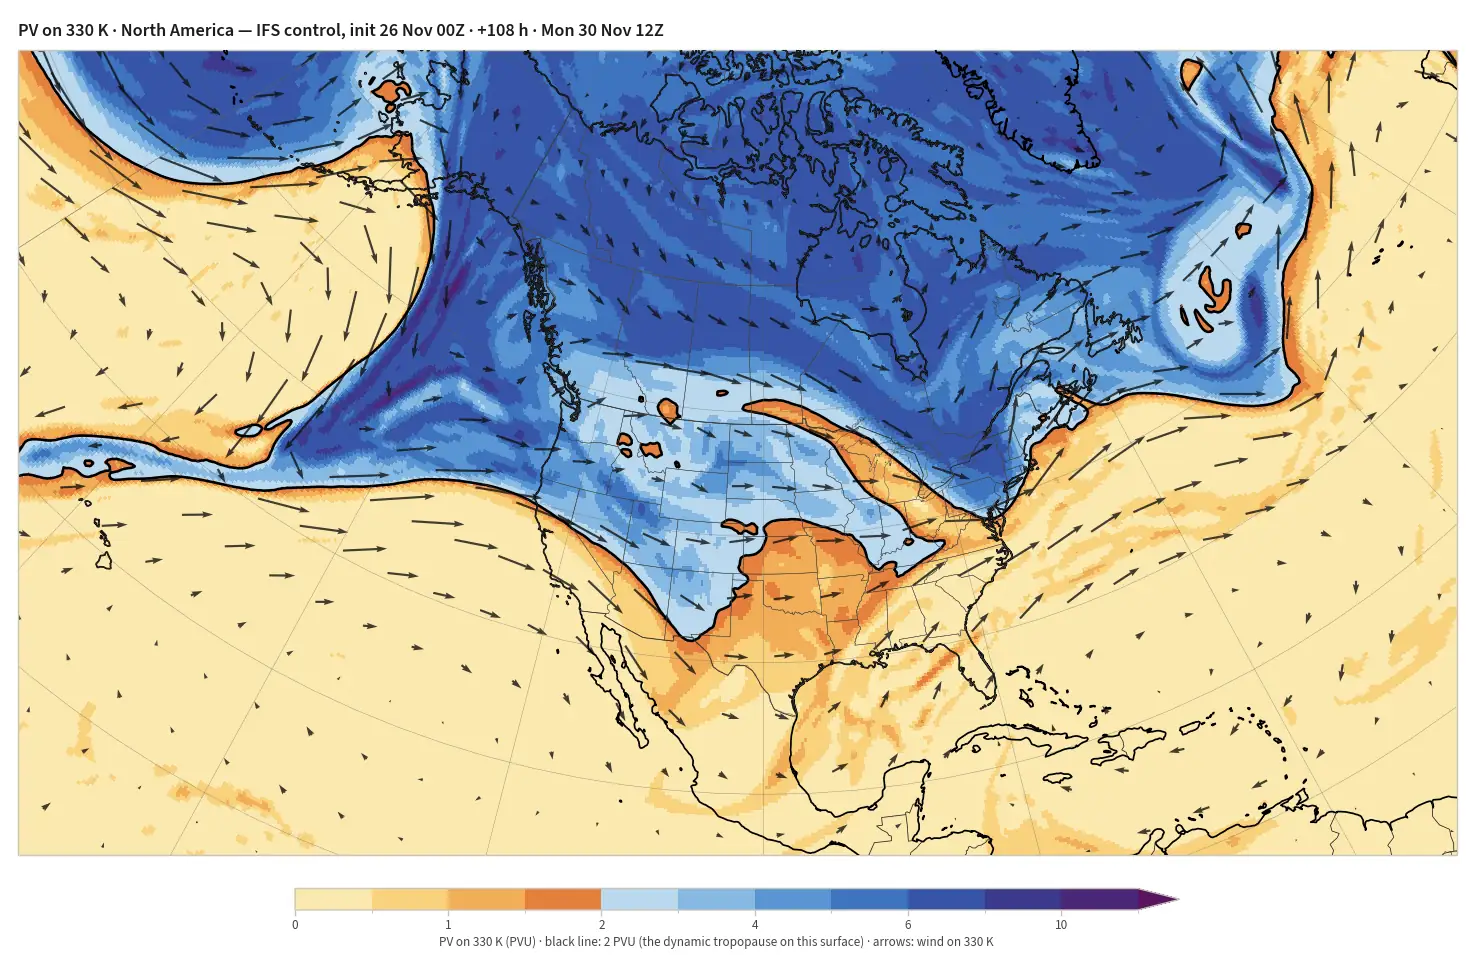 PV on 330 K · North America — IFS control, init 26 Nov 00Z · +108 h · Mon 30 Nov 12Z
0 1 2 4 6 10
PV on 330 K (PVU) · black line: 2 PVU (the dynamic tropopause on this surface) · arrows: wind on 330 K